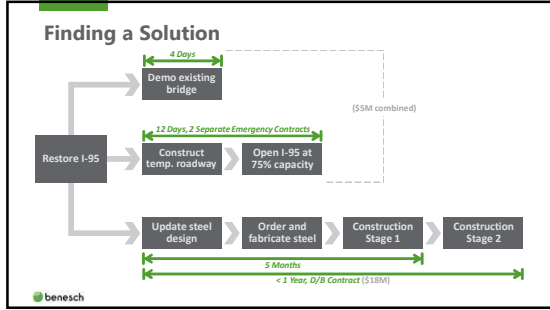 Finding a Solution
4 Days
Demo existing
bridge
($5M combined)
12 Days, 2 Separate Emergency Contracts
Restore I-95
Construct
temp. roadway
Open I-95 at
75% capacity
Update steel
design
Order and
fabricate steel
Construction
Stage 1
Construction
Stage 2
5 Months
< 1 Year, D/B Contract ($18M)
benesch